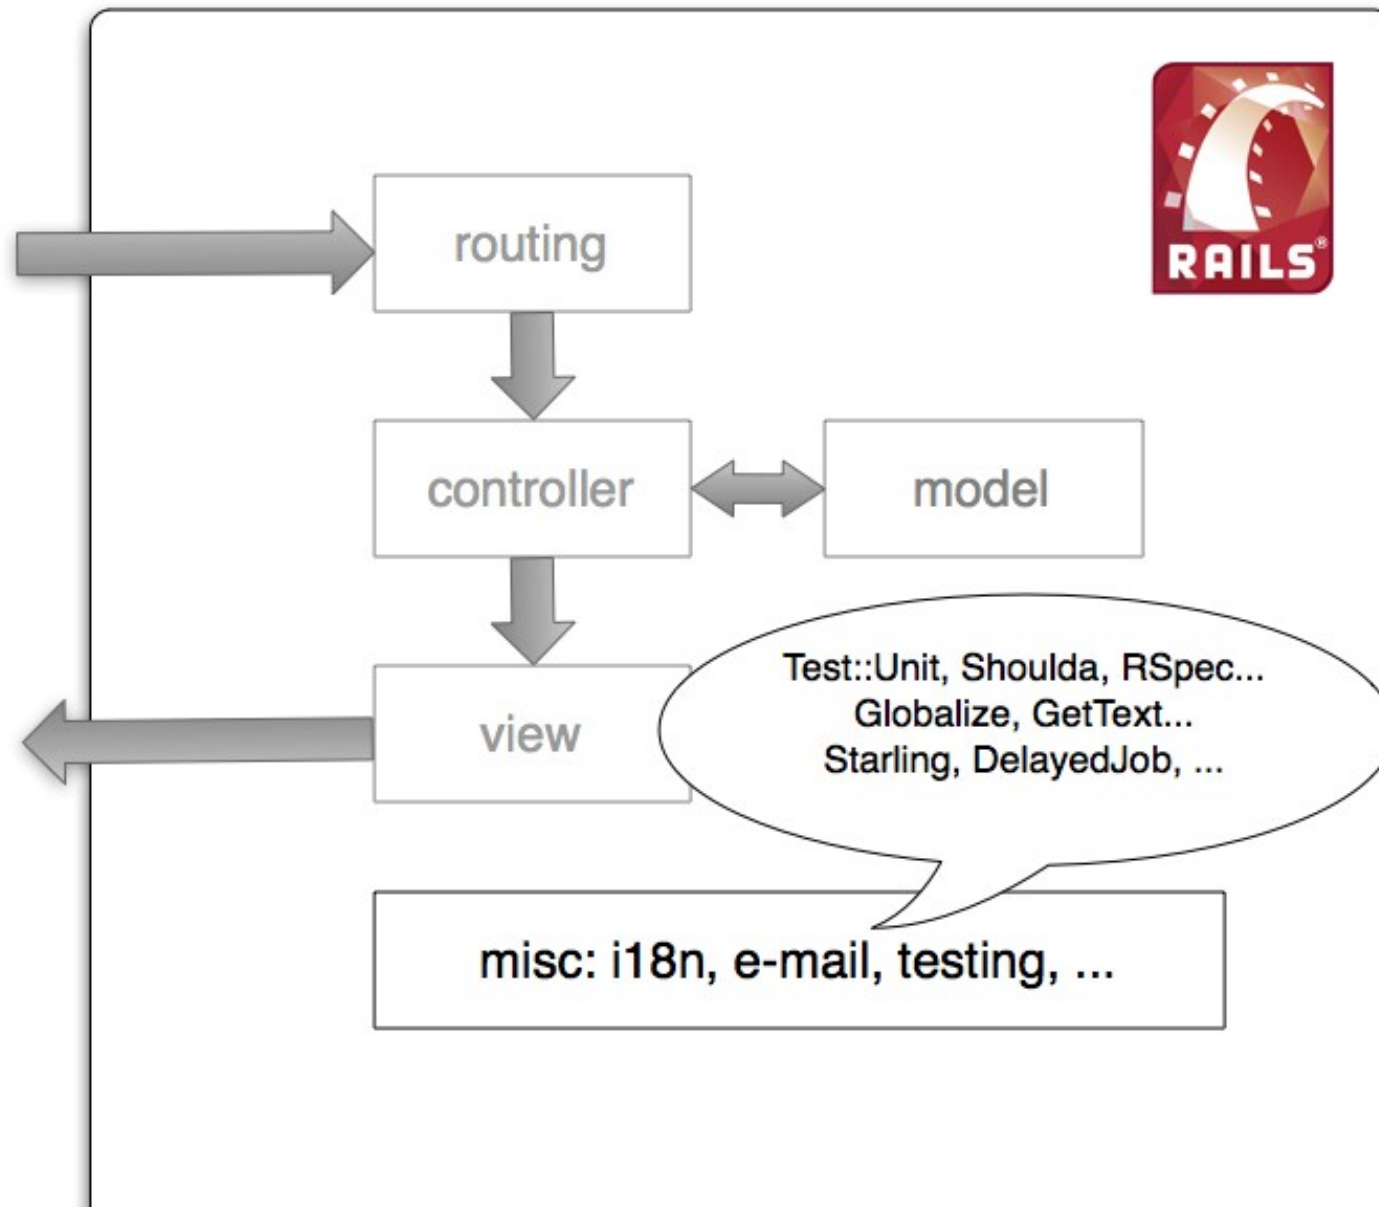 RAILS®
routing
controller
model
Test::Unit, Shoulda, RSpec...
Globalize, GetText...
Starling, DelayedJob, ...
view
misc: i18n, e-mail, testing, ...